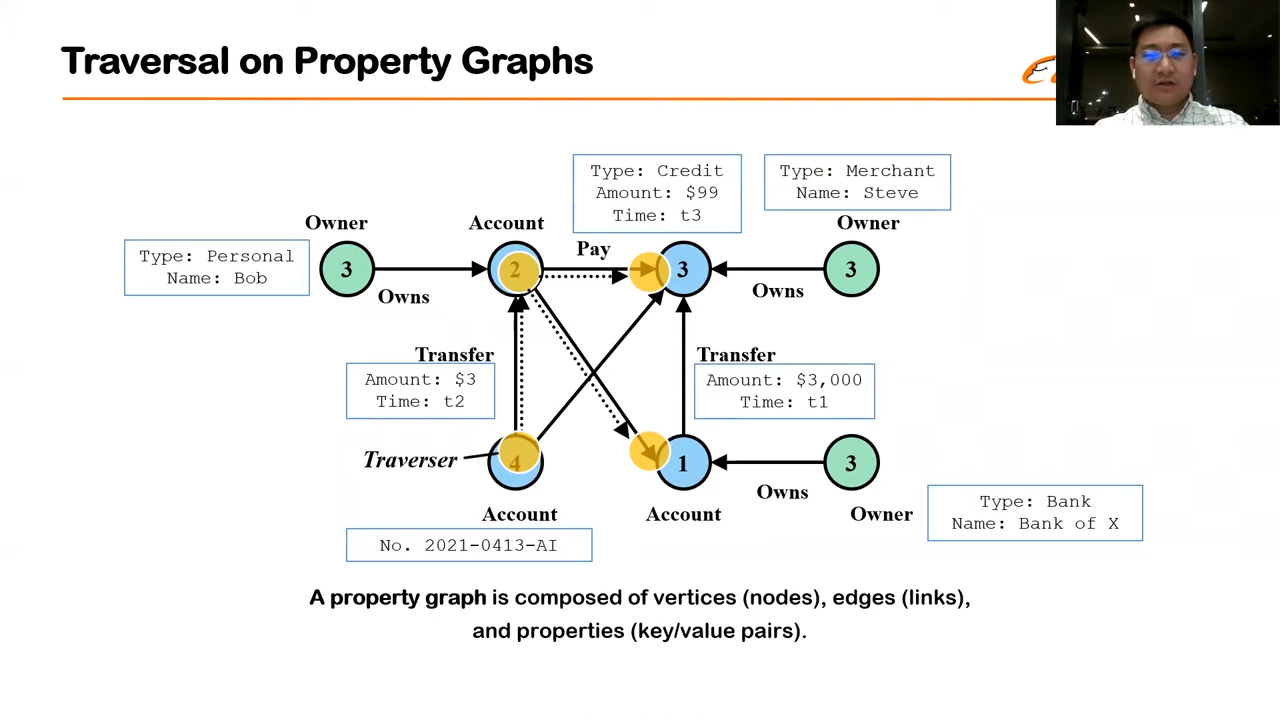 Traversal on Property Graphs
Type: Credit
Amount: $99
Time: t3
Type: Merchant
Name: Steve
Owner
Account
Owner
Type: Personal
Name: Bob
Pay
3
2
3
3
Owns
Owns
Transfer
Transfer
Amount: $3
Time: t2
Amount: $3,000
Time: t1
Traverser
4
1
3
Owns
Account
Account
Owner
Type: Bank
Name: Bank of X
No. 2021-0413-AI
A property graph is composed of vertices (nodes), edges (links),
and properties (key/value pairs).